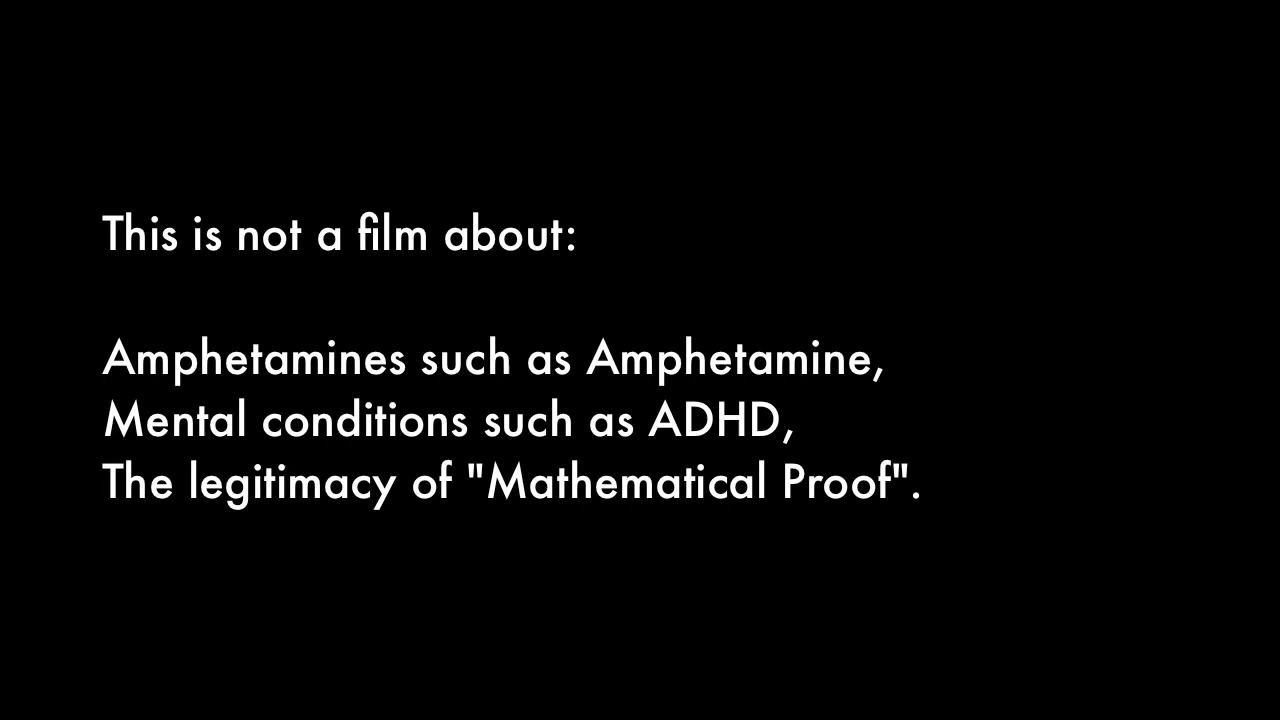 This is not a film about:
Amphetamines such as Amphetamine,
Mental conditions such as ADHD,
The legitimacy of "Mathematical Proof".